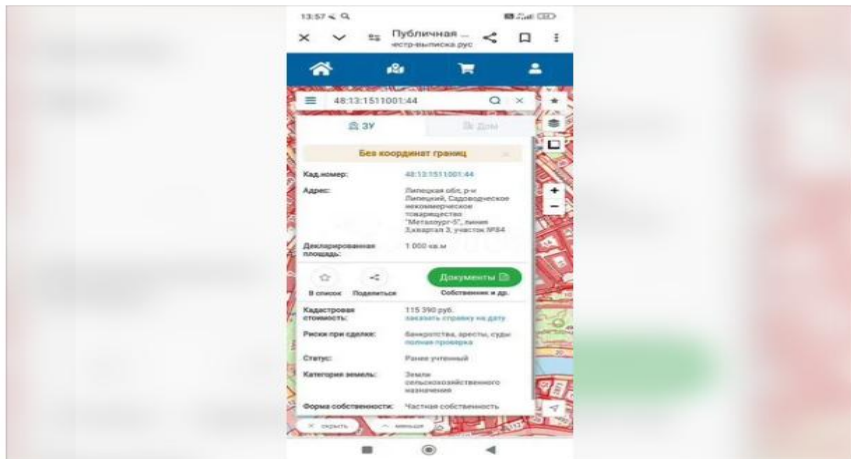 13:57
Публичная ...
естр-выписка.рус
48:13:1511001:44
ЗУ
Дом
Без координат границ
Кад.номер: 48:13:1511001:44
Адрес: Липецкая обл, р-н
Липецкий, Садоводческое
некоммерческое
товарищество
"Металлург-5", линия
3,квартал 3, участок №84
Декларированная 1 000 кв.м
площадь:
Документы
В список Поделиться Собственник и др.
Кадастровая 115 390 руб.
стоимость: заказать справку на дату
Риски при сделке: банкротства, аресты, суды
полная проверка
Статус: Ранее учтенный
Категория земель: Земли
сельскохозяйственного
назначения
Форма собственности: Частная собственность
скрыть меньше